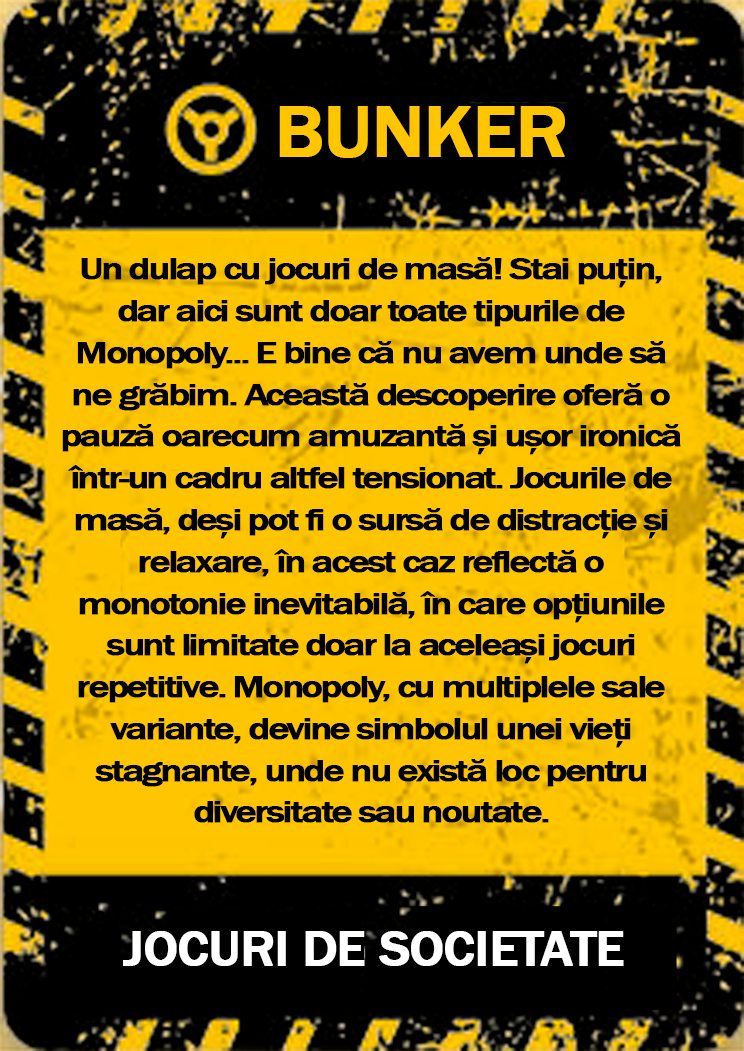 BUNKER
Un dulap cu jocuri de masă! Stai puțin,
dar aici sunt doar toate tipurile de
Monopoly... E bine că nu avem unde să
ne grăbim. Această descoperire oferă o
pauză oarecum amuzantă și ușor ironică
într-un cadru altfel tensionat. Jocurile de
masă, deși pot fi o sursă de distracție și
relaxare, în acest caz reflectă o
monotonie inevitabilă, în care opțiunile
sunt limitate doar la aceleași jocuri
repetitive. Monopoly, cu multiplele sale
variante, devine simbolul unei vieți
stagnante, unde nu există loc pentru
diversitate sau noutate.
JOCURI DE SOCIETATE